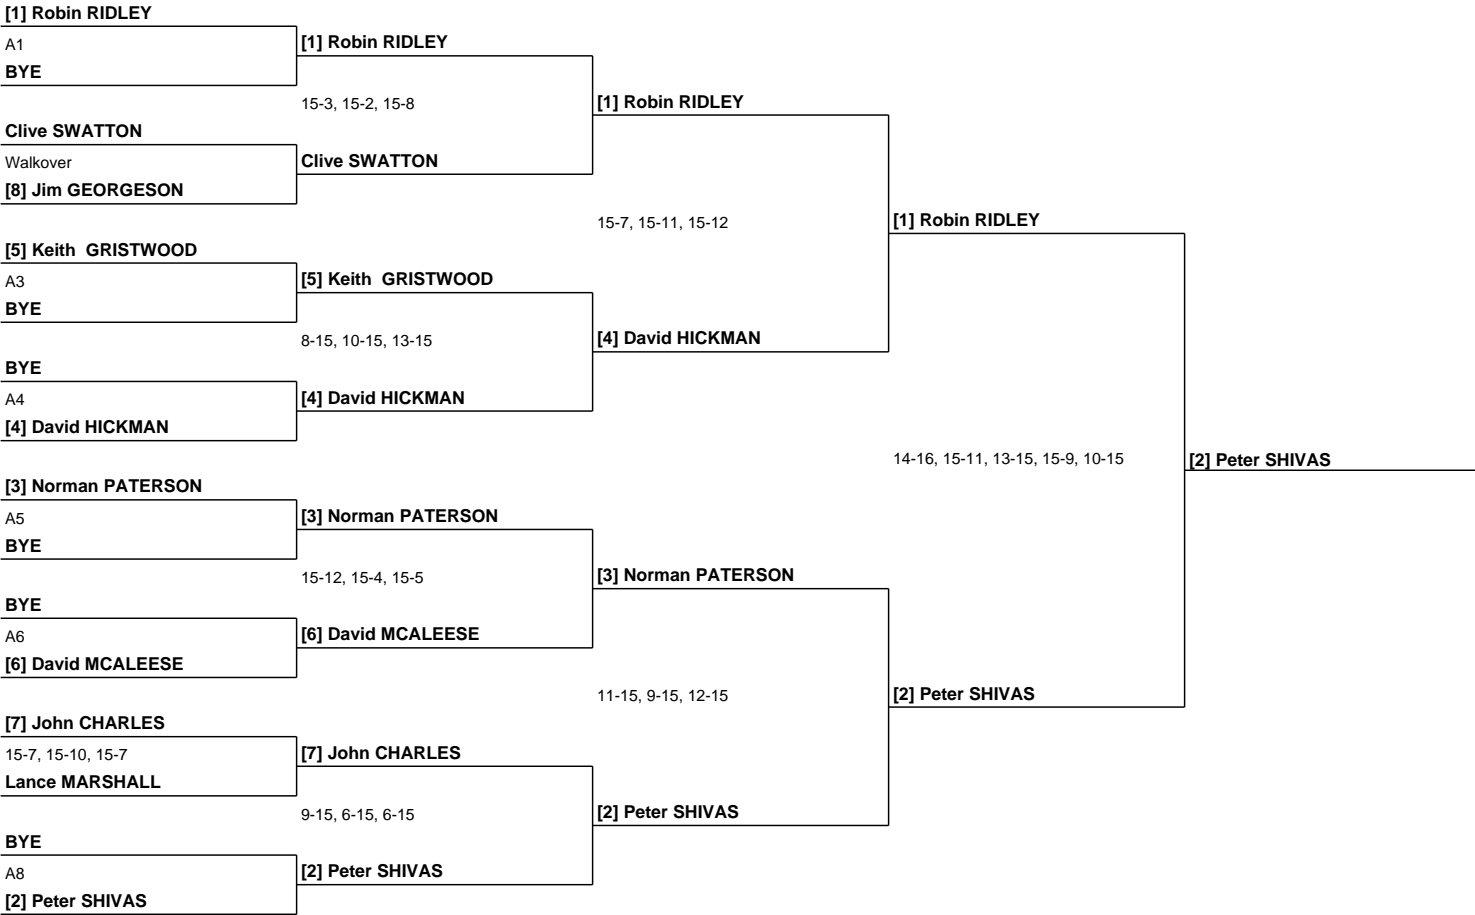 [1] Robin RIDLEY
A1
BYE
Clive SWATTON
Walkover
[8] Jim GEORGESON
[5] Keith  GRISTWOOD
A3
BYE
BYE
A4
[4] David HICKMAN
[3] Norman PATERSON
A5
BYE
BYE
A6
[6] David MCALEESE
[7] John CHARLES
15-7, 15-10, 15-7
Lance MARSHALL
BYE
A8
[2] Peter SHIVAS
[1] Robin RIDLEY
15-3, 15-2, 15-8
Clive SWATTON
[5] Keith  GRISTWOOD
8-15, 10-15, 13-15
[4] David HICKMAN
[3] Norman PATERSON
15-12, 15-4, 15-5
[6] David MCALEESE
[7] John CHARLES
9-15, 6-15, 6-15
[2] Peter SHIVAS
[1] Robin RIDLEY
15-7, 15-11, 15-12
[4] David HICKMAN
[3] Norman PATERSON
11-15, 9-15, 12-15
[2] Peter SHIVAS
[1] Robin RIDLEY
14-16, 15-11, 13-15, 15-9, 10-15
[2] Peter SHIVAS
[2] Peter SHIVAS